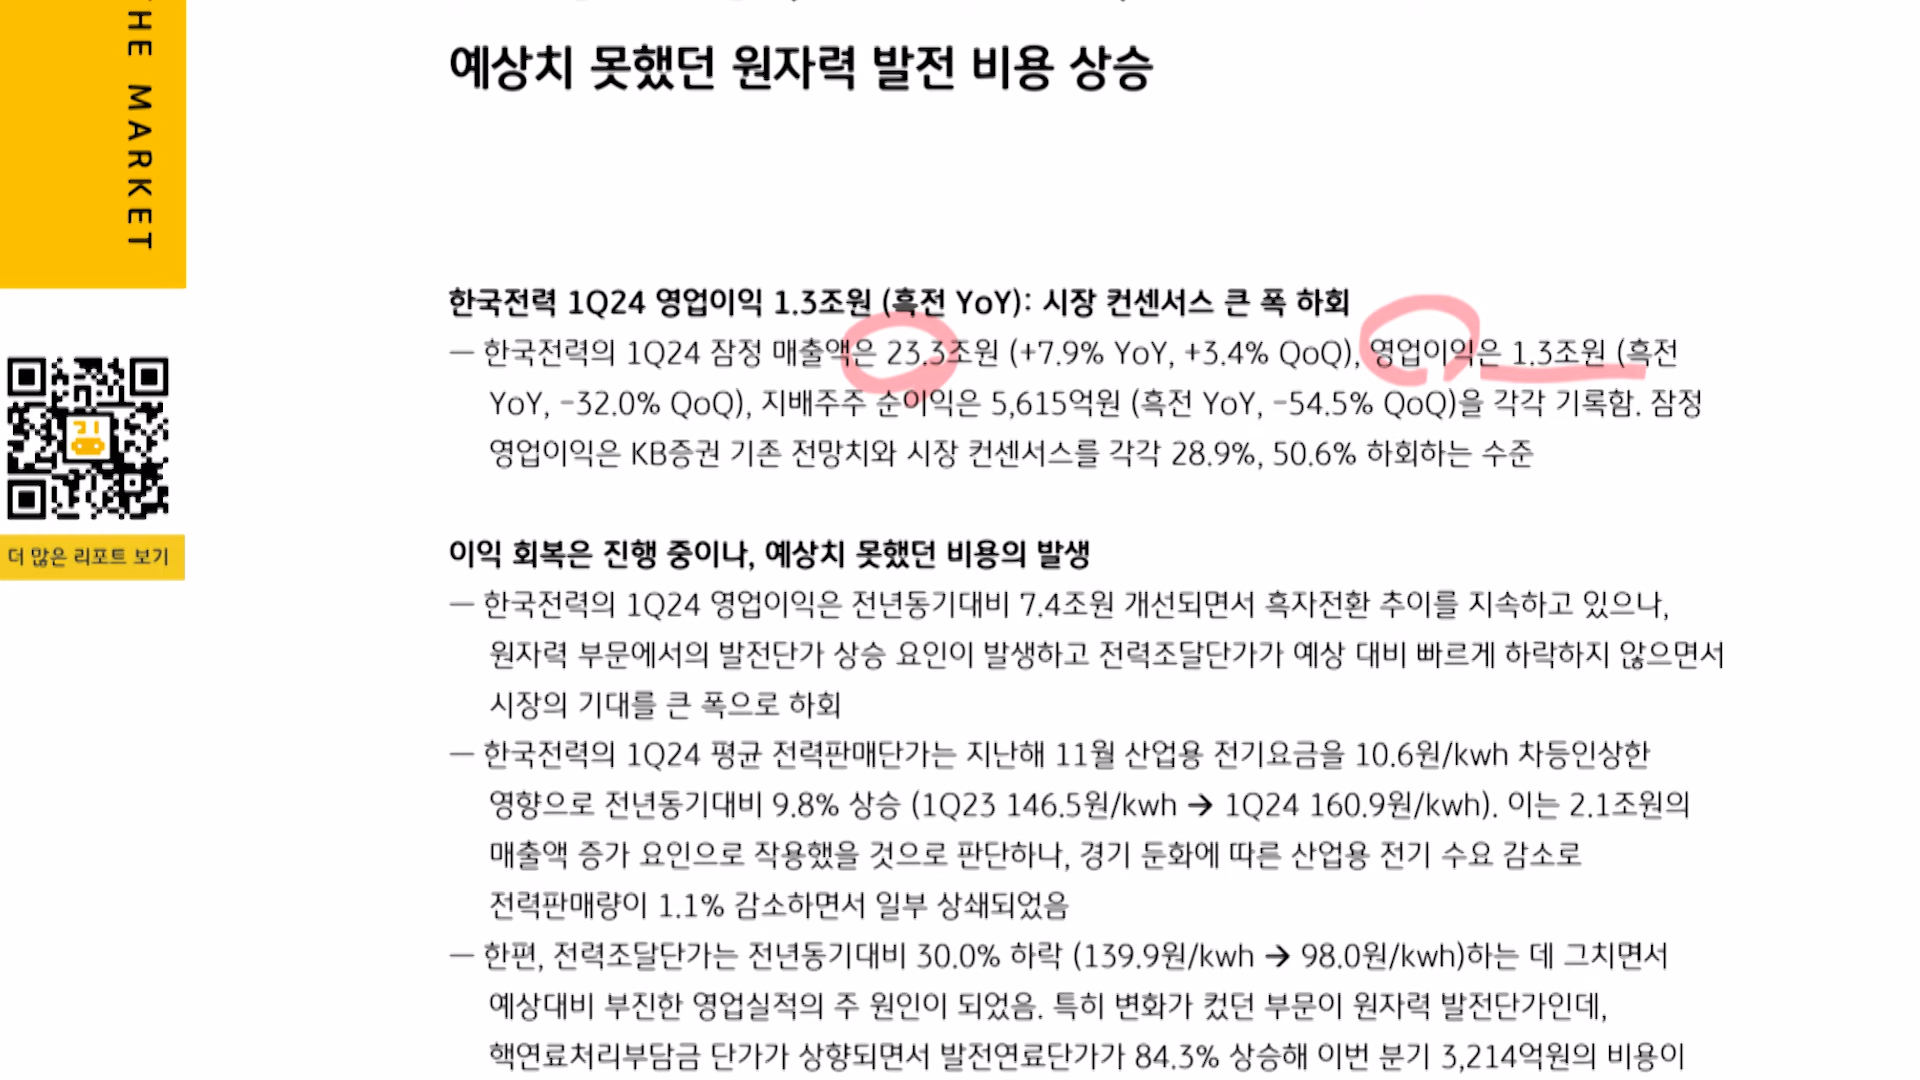 THE MARKET
더 많은 리포트 보기
예상치 못했던 원자력 발전 비용 상승
한국전력 1Q24 영업이익 1.3조원 (흑전 YoY): 시장 컨센서스 큰 폭 하회
— 한국전력의 1Q24 잠정 매출액은 23.3조원 (+7.9% YoY, +3.4% QoQ), 영업이익은 1.3조원 (흑전
YoY, -32.0% QoQ), 지배주주 순이익은 5,615억원 (흑전 YoY, -54.5% QoQ)을 각각 기록함. 잠정
영업이익은 KB증권 기존 전망치와 시장 컨센서스를 각각 28.9%, 50.6% 하회하는 수준
이익 회복은 진행 중이나, 예상치 못했던 비용의 발생
— 한국전력의 1Q24 영업이익은 전년동기대비 7.4조원 개선되면서 흑자전환 추이를 지속하고 있으나,
원자력 부문에서의 발전단가 상승 요인이 발생하고 전력조달단가가 예상 대비 빠르게 하락하지 않으면서
시장의 기대를 큰 폭으로 하회
— 한국전력의 1Q24 평균 전력판매단가는 지난해 11월 산업용 전기요금을 10.6원/kwh 차등인상한
영향으로 전년동기대비 9.8% 상승 (1Q23 146.5원/kwh → 1Q24 160.9원/kwh). 이는 2.1조원의
매출액 증가 요인으로 작용했을 것으로 판단하나, 경기 둔화에 따른 산업용 전기 수요 감소로
전력판매량이 1.1% 감소하면서 일부 상쇄되었음
— 한편, 전력조달단가는 전년동기대비 30.0% 하락 (139.9원/kwh → 98.0원/kwh)하는 데 그치면서
예상대비 부진한 영업실적의 주 원인이 되었음. 특히 변화가 컸던 부문이 원자력 발전단가인데,
핵연료처리부담금 단가가 상향되면서 발전연료단가가 84.3% 상승해 이번 분기 3,214억원의 비용이